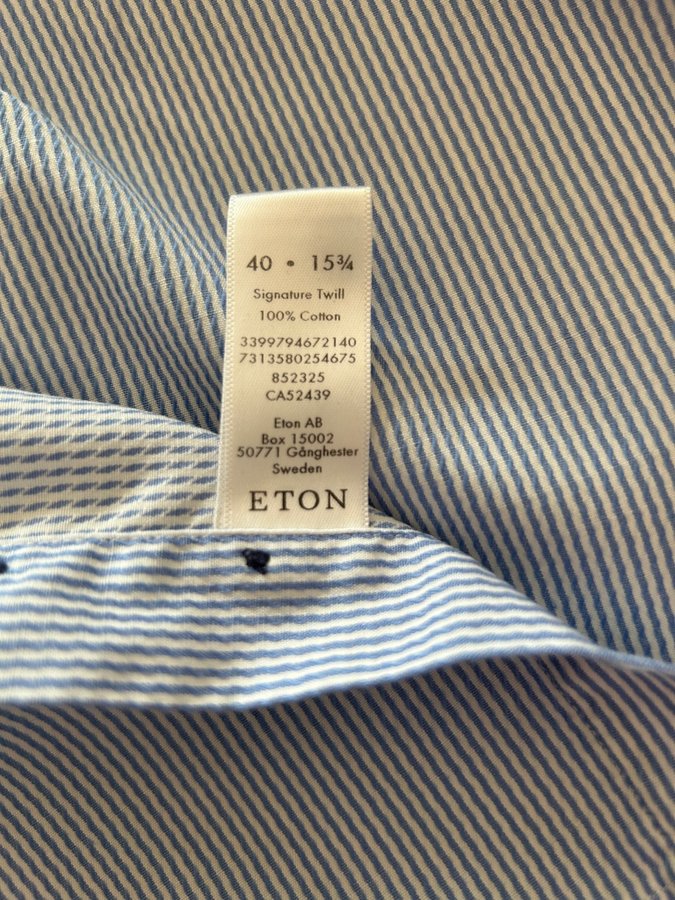 40 • 15¾
Signature Twill
100% Cotton
3399794672140
7313580254675
852325
CA52439
Eton AB
Box 15002
50771 Gånghester
Sweden
ETON